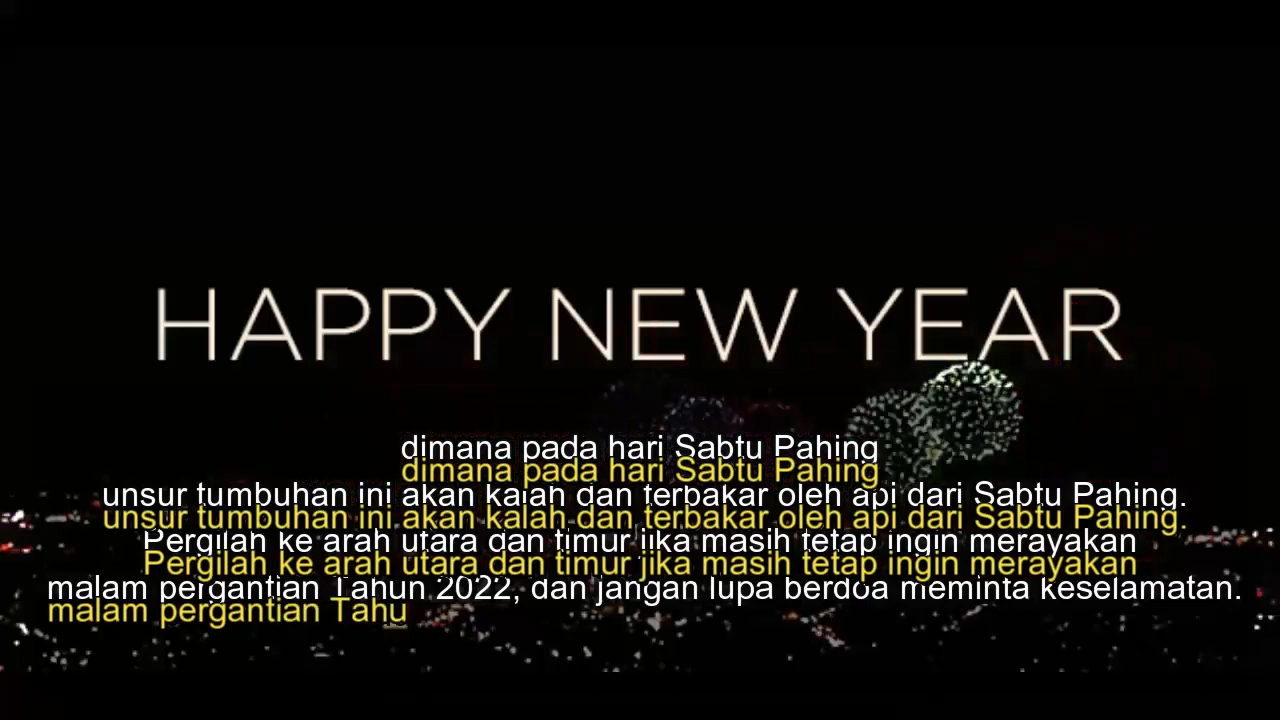 HAPPY NEW YEAR
dimana pada hari Sabtu Pahing
dimana pada hari Sabtu Pahing
unsur tumbuhan ini akan kalah dan terbakar oleh api dari Sabtu Pahing.
unsur tumbuhan ini akan kalah dan terbakar oleh api dari Sabtu Pahing.
Pergilah ke arah utara dan timur jika masih tetap ingin merayakan
Pergilah ke arah utara dan timur jika masih tetap ingin merayakan
malam pergantian Tahun 2022, dan jangan lupa berdoa meminta keselamatan.
malam pergantian Tahu